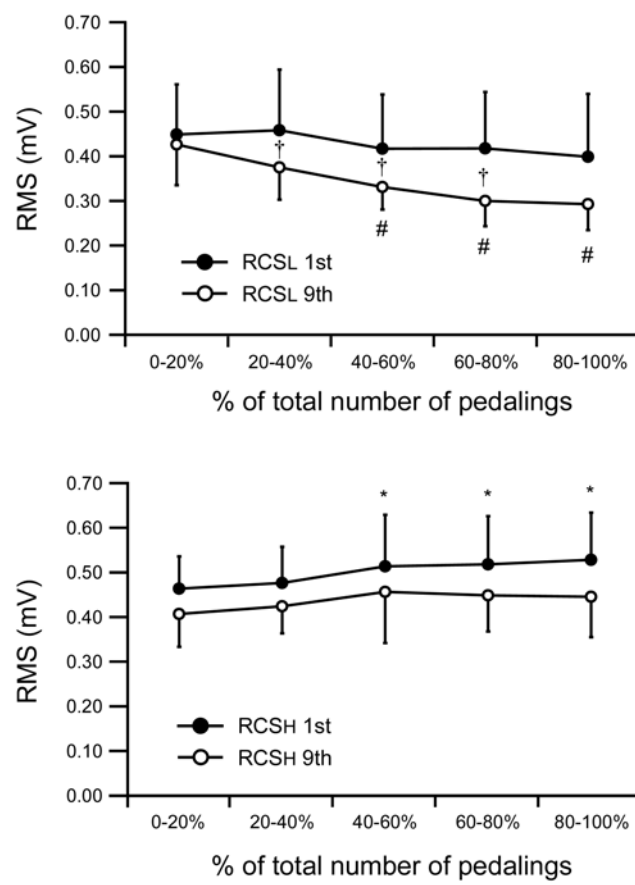 0.70
0.60
0.50
0.40
0.30
0.20
0.10
0.00
RMS (mV)
†
†
†
#
#
#
RCSL 1st
RCSL 9th
0-20% 20-40% 40-60% 60-80% 80-100%
% of total number of pedalings
0.70
0.60
0.50
0.40
0.30
0.20
0.10
0.00
RMS (mV)
* * *
RCSH 1st
RCSH 9th
0-20% 20-40% 40-60% 60-80% 80-100%
% of total number of pedalings